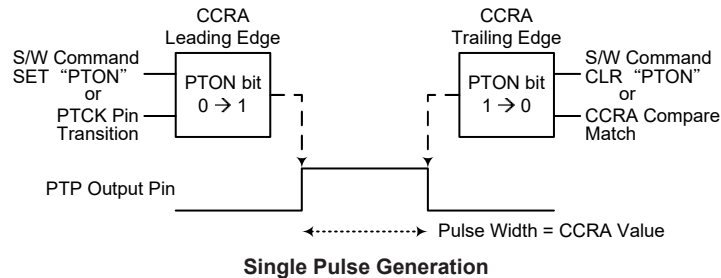 CCRA
Leading Edge
S/W Command
SET “PTON”
or
PTCK Pin
Transition
PTON bit
0 → 1
CCRA
Trailing Edge
PTON bit
1 → 0
S/W Command
CLR “PTON”
or
CCRA Compare
Match
PTP Output Pin
Pulse Width = CCRA Value
Single Pulse Generation